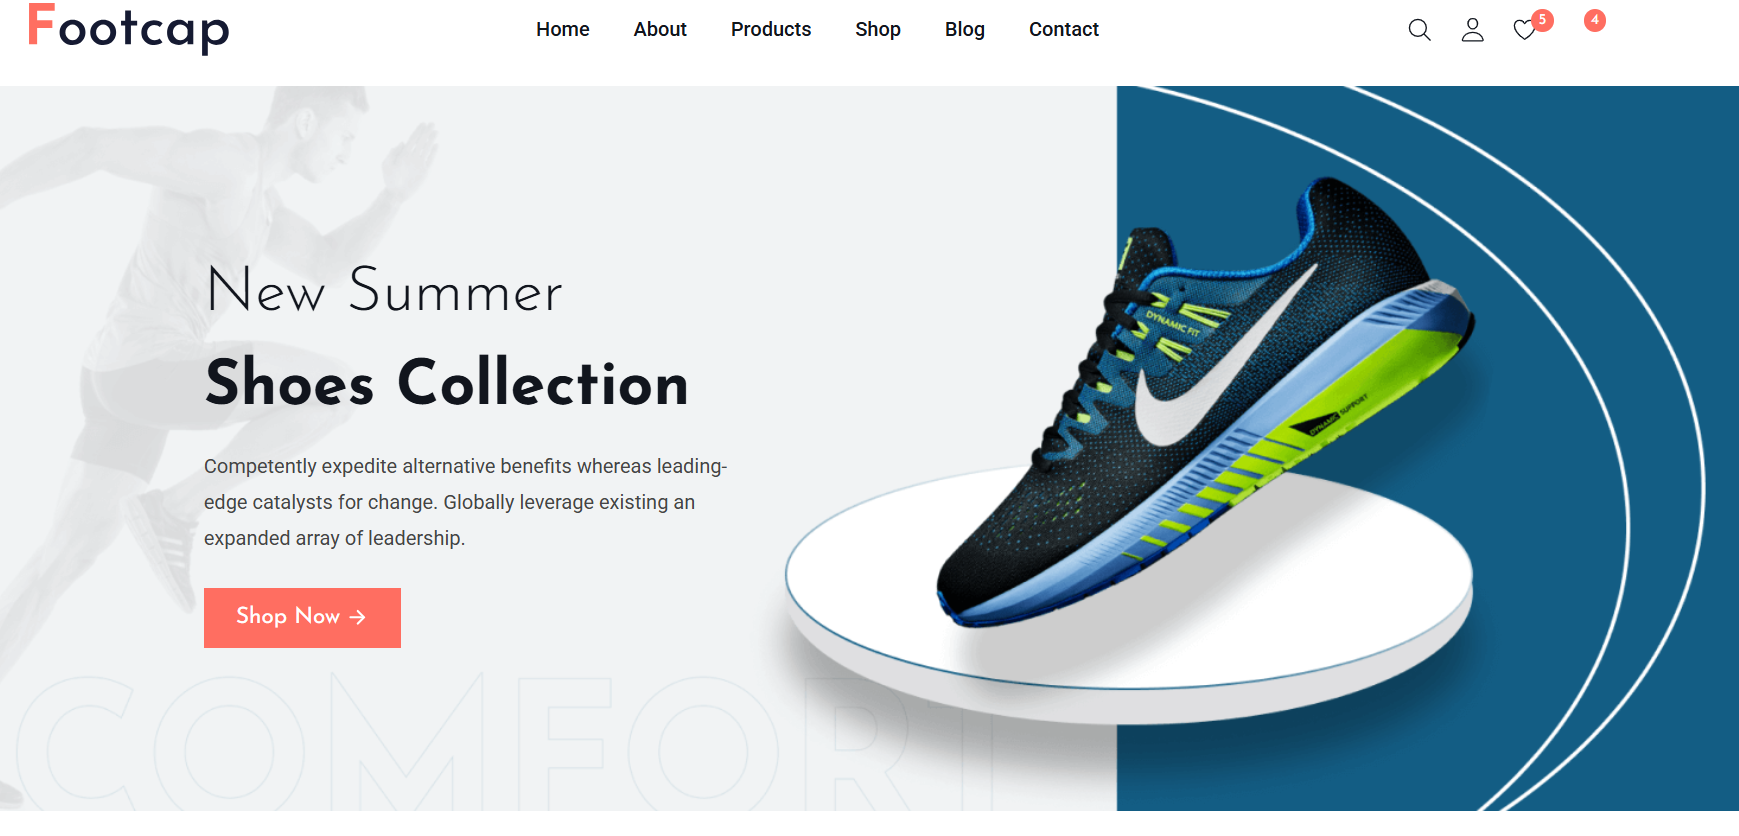 Footcap
Home About Products Shop Blog Contact
5 4
New Summer
Shoes Collection
Competently expedite alternative benefits whereas leading-
edge catalysts for change. Globally leverage existing an
expanded array of leadership.
Shop Now →
DYNAMIC FIT
DYNAMIC SUPPORT
COMFORT